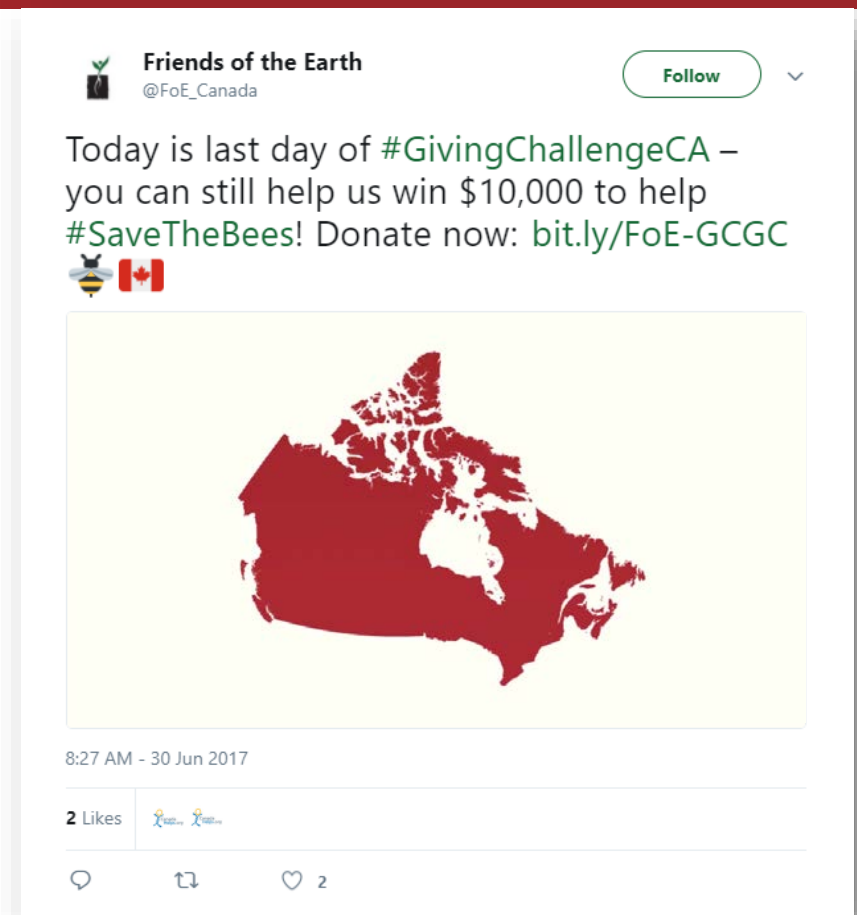 Friends of the Earth
@FoE_Canada
Follow
Today is last day of #GivingChallengeCA –
you can still help us win $10,000 to help
#SaveTheBees! Donate now: bit.ly/FoE-GCGC
8:27 AM - 30 Jun 2017
2 Likes
2